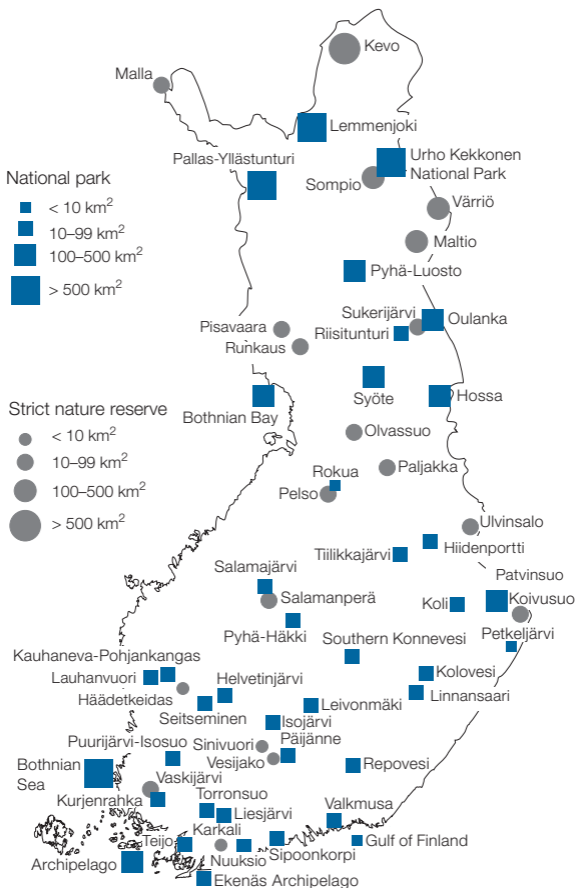 Kevo
Malla
Lemmenjoki
Pallas-Yllästunturi
Urho Kekkonen
National Park
Sompio
National park
< 10 km²
10–99 km²
100–500 km²
> 500 km²
Värriö
Maltio
Pyhä-Luosto
Sukerijärvi
Oulanka
Pisavaara
Riisitunturi
Runkaus
Syöte
Hossa
Bothnian Bay
Strict nature reserve
< 10 km²
10–99 km²
100–500 km²
> 500 km²
Olvassuo
Rokua
Paljakka
Pelso
Ulvinsalo
Hiidenportti
Tiilikkajärvi
Salamajärvi
Patvinsuo
Salamanperä
Koli
Koivusuo
Pyhä-Häkki
Petkeljärvi
Southern Konnevesi
Kauhaneva-Pohjankangas
Lauhanvuori
Helvetinjärvi
Kolovesi
Häädetkeidas
Linnansaari
Seitseminen
Leivonmäki
Isojärvi
Puurijärvi-Isosuo
Sinivuori
Päijänne
Bothnian
Sea
Vesijako
Repovesi
Vaskijärvi
Kurjenrahka
Torronsuo
Valkmusa
Liesjärvi
Karkali
Teijo
Gulf of Finland
Archipelago
Nuuksio
Sipoonkorpi
Ekenäs Archipelago